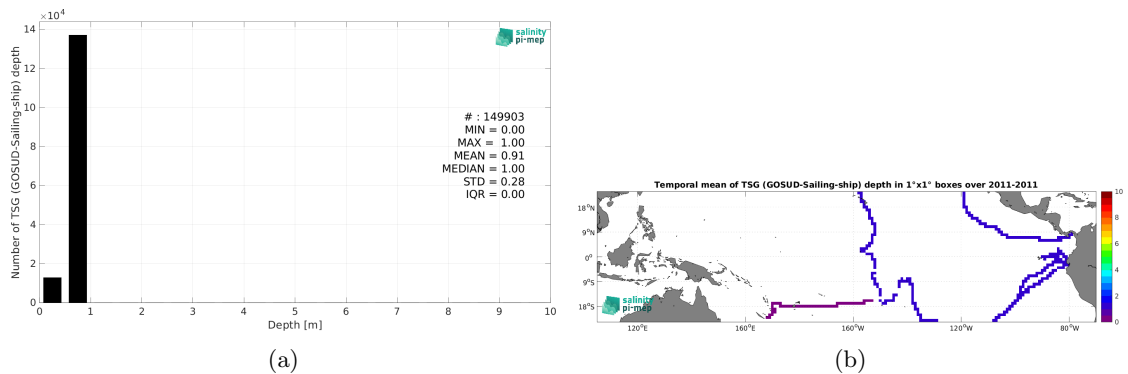 ×10⁴
14
12
10
8
6
4
2
0
Number of TSG (GOSUD-Sailing-ship) depth
salinity
pi-mep
# : 149903
MIN = 0.00
MAX = 1.00
MEAN = 0.91
MEDIAN = 1.00
STD = 0.28
IQR = 0.00
0 1 2 3 4 5 6 7 8 9 10
Depth [m]
(a)
Temporal mean of TSG (GOSUD-Sailing-ship) depth in 1°x1° boxes over 2011-2011
18°N
9°N
0°
9°S
18°S
salinity
pi-mep
120°E 160°E 160°W 120°W 80°W
10
8
6
4
2
0
(b)